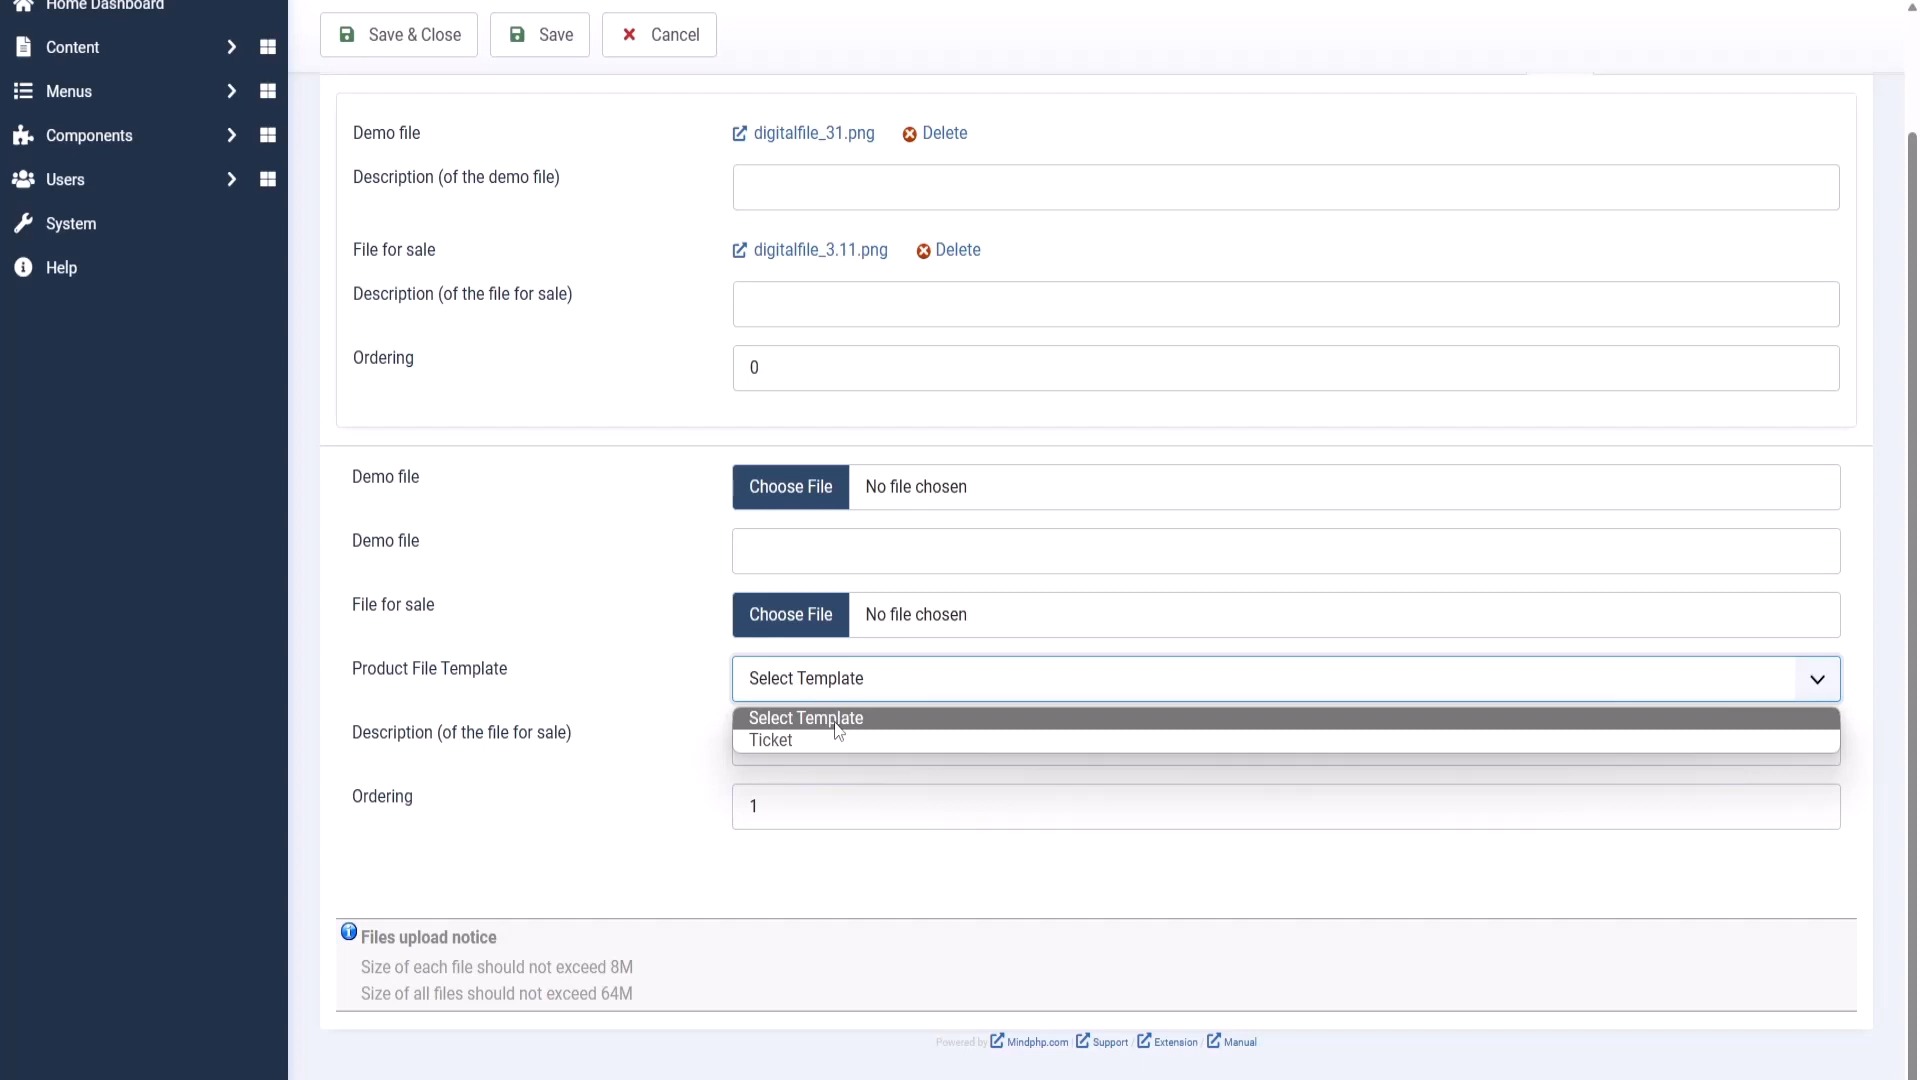 Home Dashboard
Content
Menus
Components
Users
System
Help
Save & Close
Save
Cancel
Demo file
digitalfile_31.png
Delete
Description (of the demo file)
File for sale
digitalfile_3.11.png
Delete
Description (of the file for sale)
Ordering
0
Demo file
Choose File
No file chosen
Demo file
File for sale
Choose File
No file chosen
Product File Template
Select Template
Select Template
Ticket
Description (of the file for sale)
Ordering
1
Files upload notice
Size of each file should not exceed 8M
Size of all files should not exceed 64M
Powered by Mindphp.com / Support / Extension / Manual